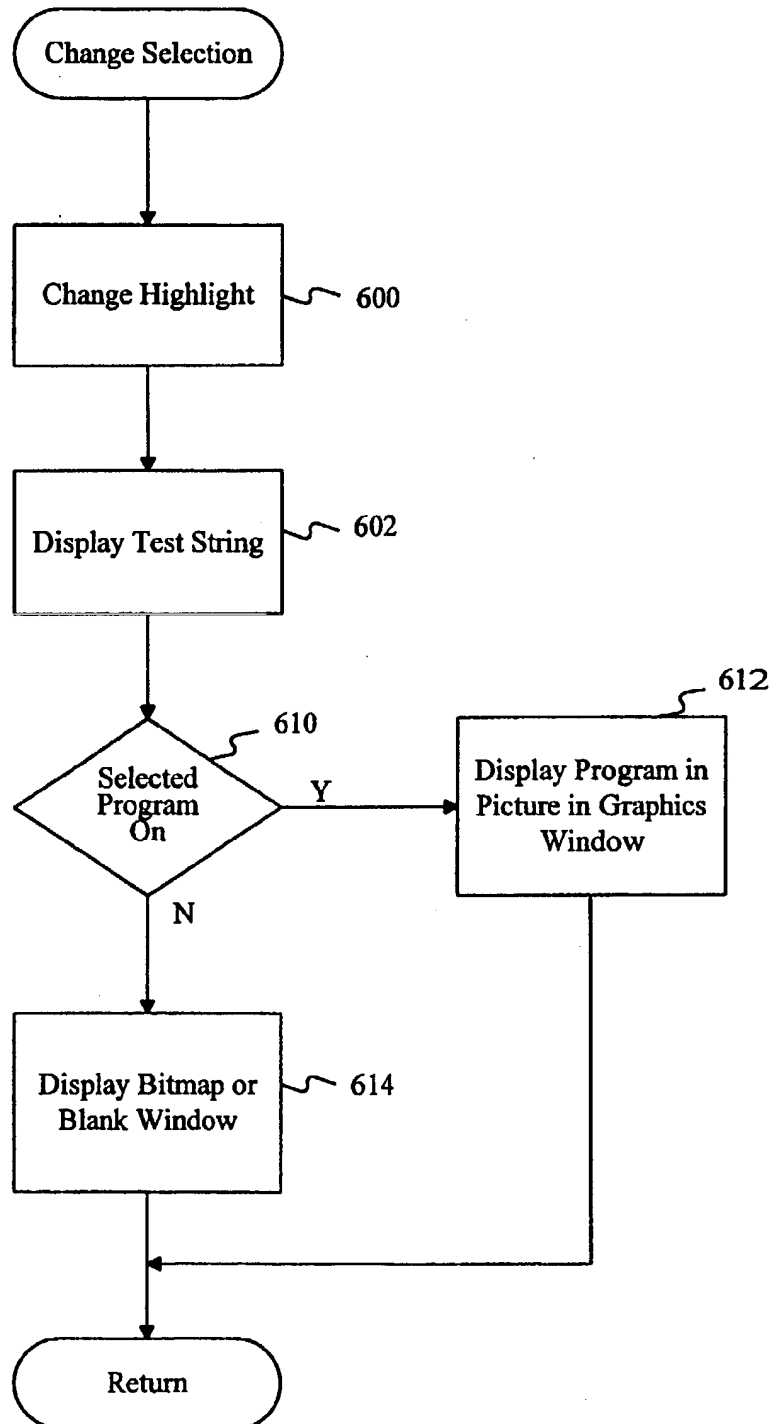 Change Selection
Change Highlight
600
Display Test String
602
610
Selected
Program
On
Y
612
Display Program in
Picture in Graphics
Window
N
Display Bitmap or
Blank Window
614
Return